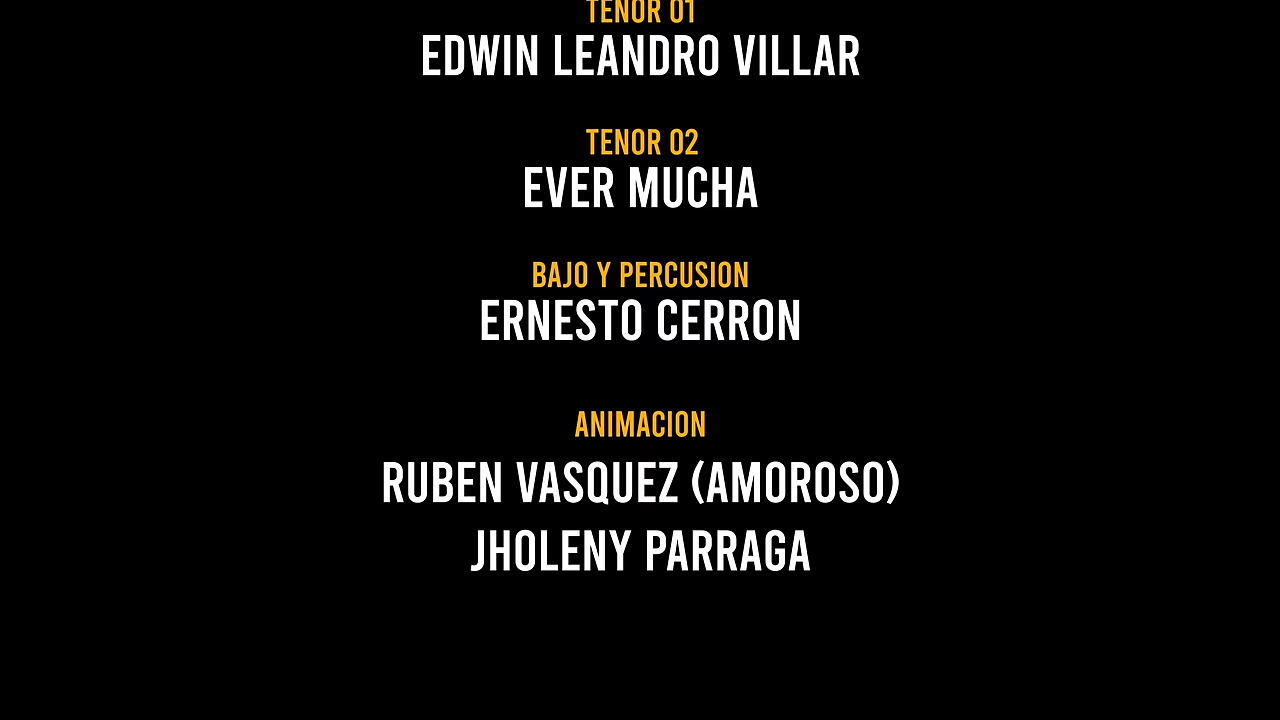 TENOR 01
EDWIN LEANDRO VILLAR
TENOR 02
EVER MUCHA
BAJO Y PERCUSION
ERNESTO CERRON
ANIMACION
RUBEN VASQUEZ (AMOROSO)
JHOLENY PARRAGA